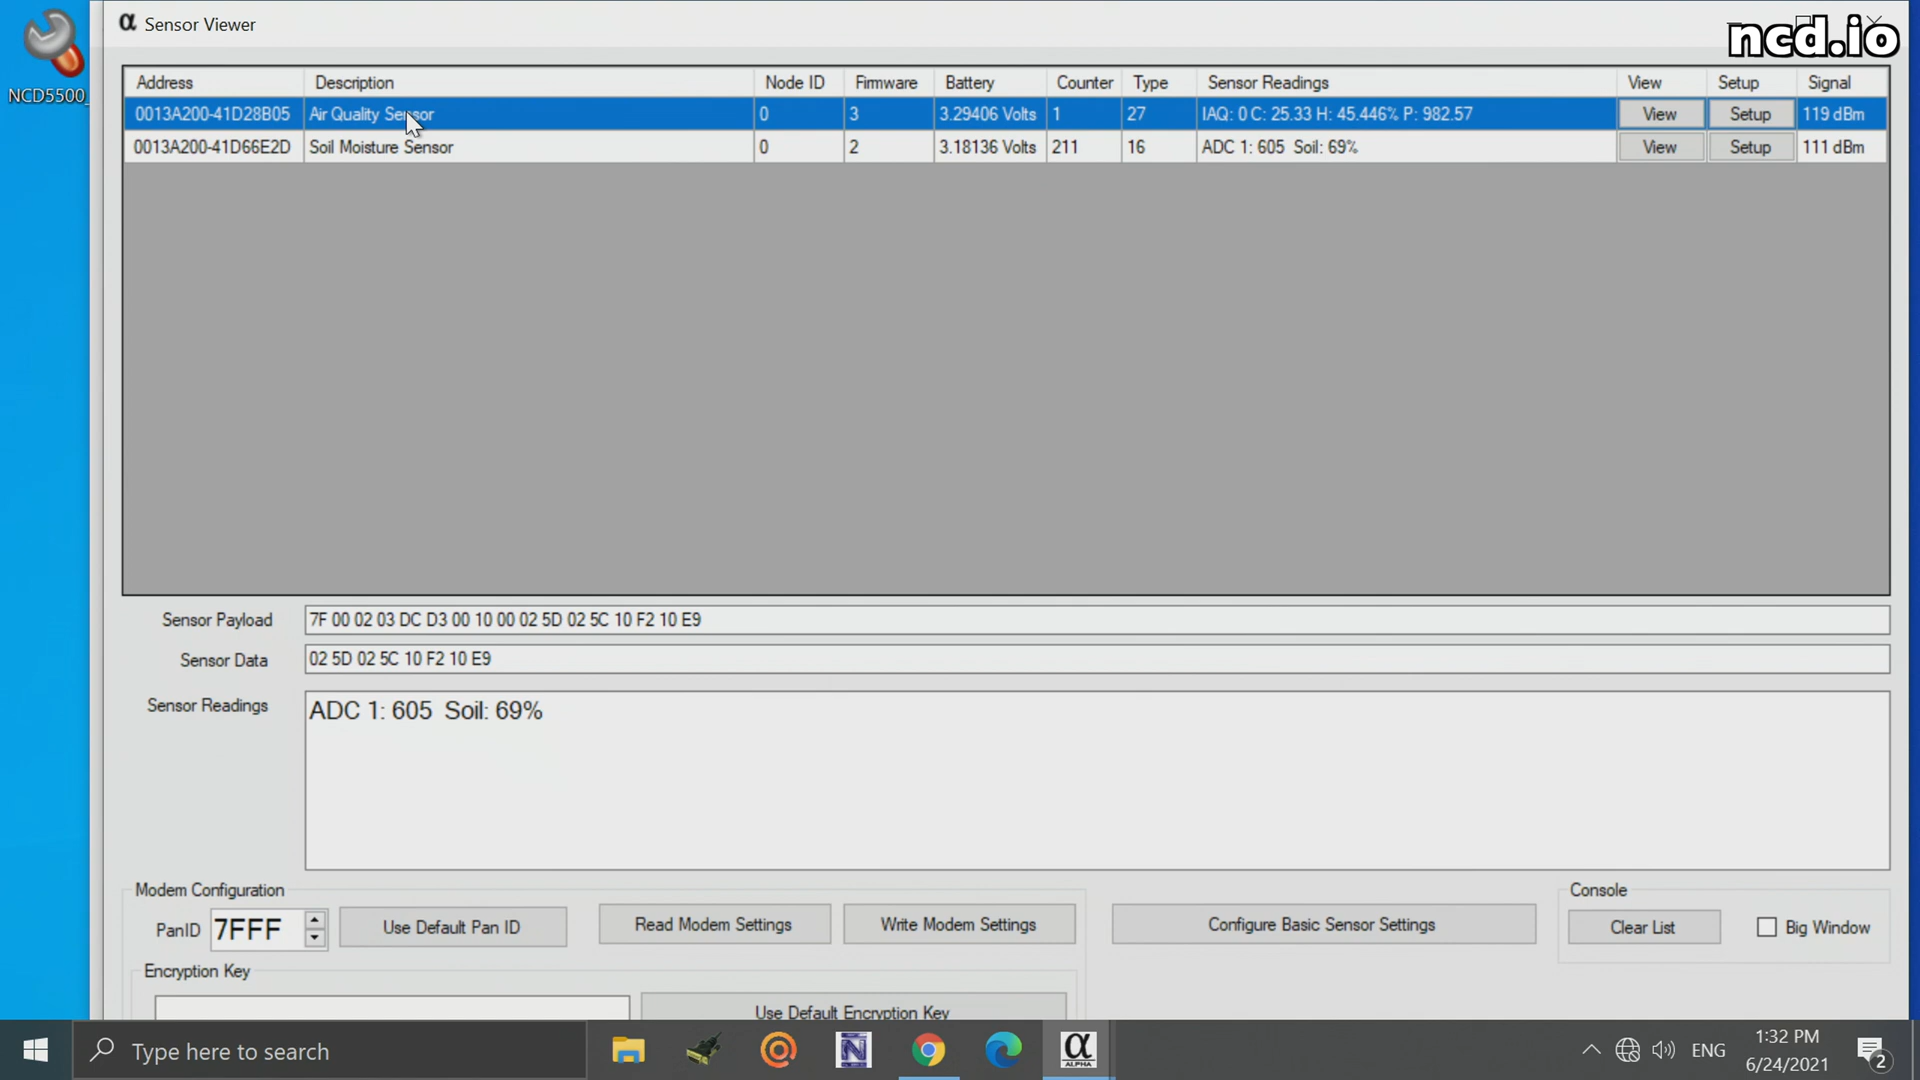 α Sensor Viewer
ncd.io
NCD5500_
Address Description Node ID Firmware Battery Counter Type Sensor Readings View Setup Signal
0013A200-41D28B05 Air Quality Sensor 0 3 3.29406 Volts 1 27 IAQ: 0 C: 25.33 H: 45.446% P: 982.57 View Setup 119 dBm
0013A200-41D66E2D Soil Moisture Sensor 0 2 3.18136 Volts 211 16 ADC 1: 605 Soil: 69% View Setup 111 dBm
Sensor Payload 7F 00 02 03 DC D3 00 10 00 02 5D 02 5C 10 F2 10 E9
Sensor Data 02 5D 02 5C 10 F2 10 E9
Sensor Readings ADC 1: 605 Soil: 69%
Modem Configuration Console
PanID 7FFF Use Default Pan ID Read Modem Settings Write Modem Settings Configure Basic Sensor Settings Clear List Big Window
Encryption Key
Use Default Encryption Key
Type here to search N α ALPHA ENG 1:32 PM 6/24/2021 2